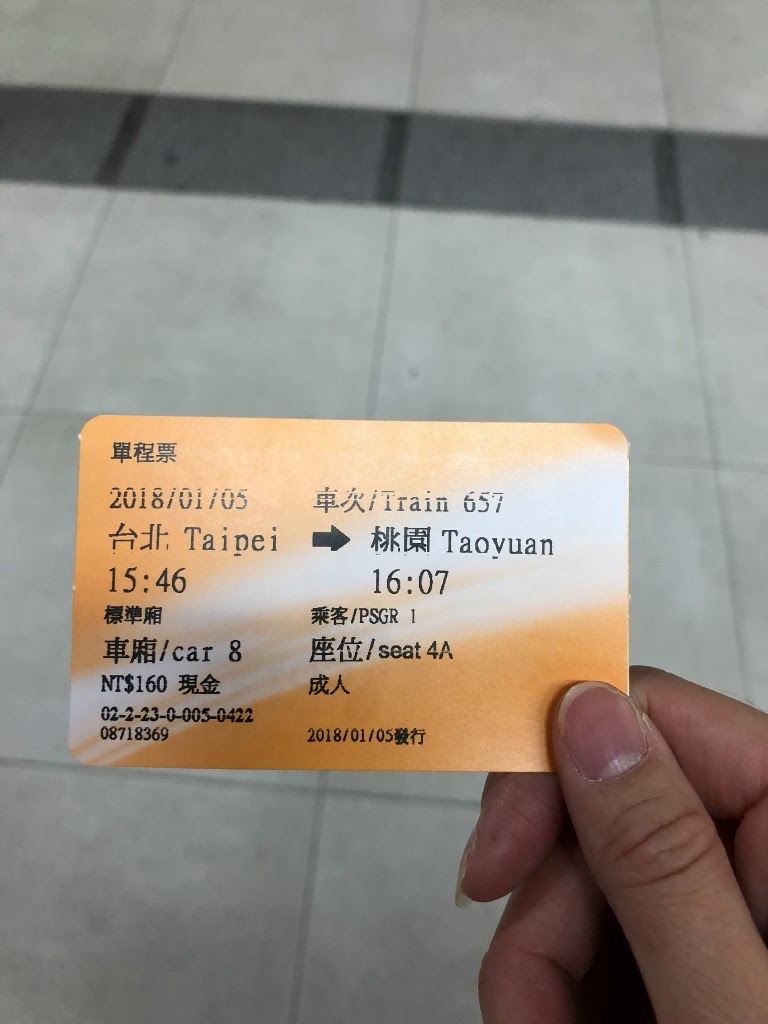 單程票
2018/01/05 車次/Train 657
台北 Taipei ➡ 桃園 Taoyuan
15:46 16:07
標準廂 乘客/PSGR 1
車廂/car 8 座位/seat 4A
NT$160 現金 成人
02-2-23-0-005-0422
08718369 2018/01/05發行